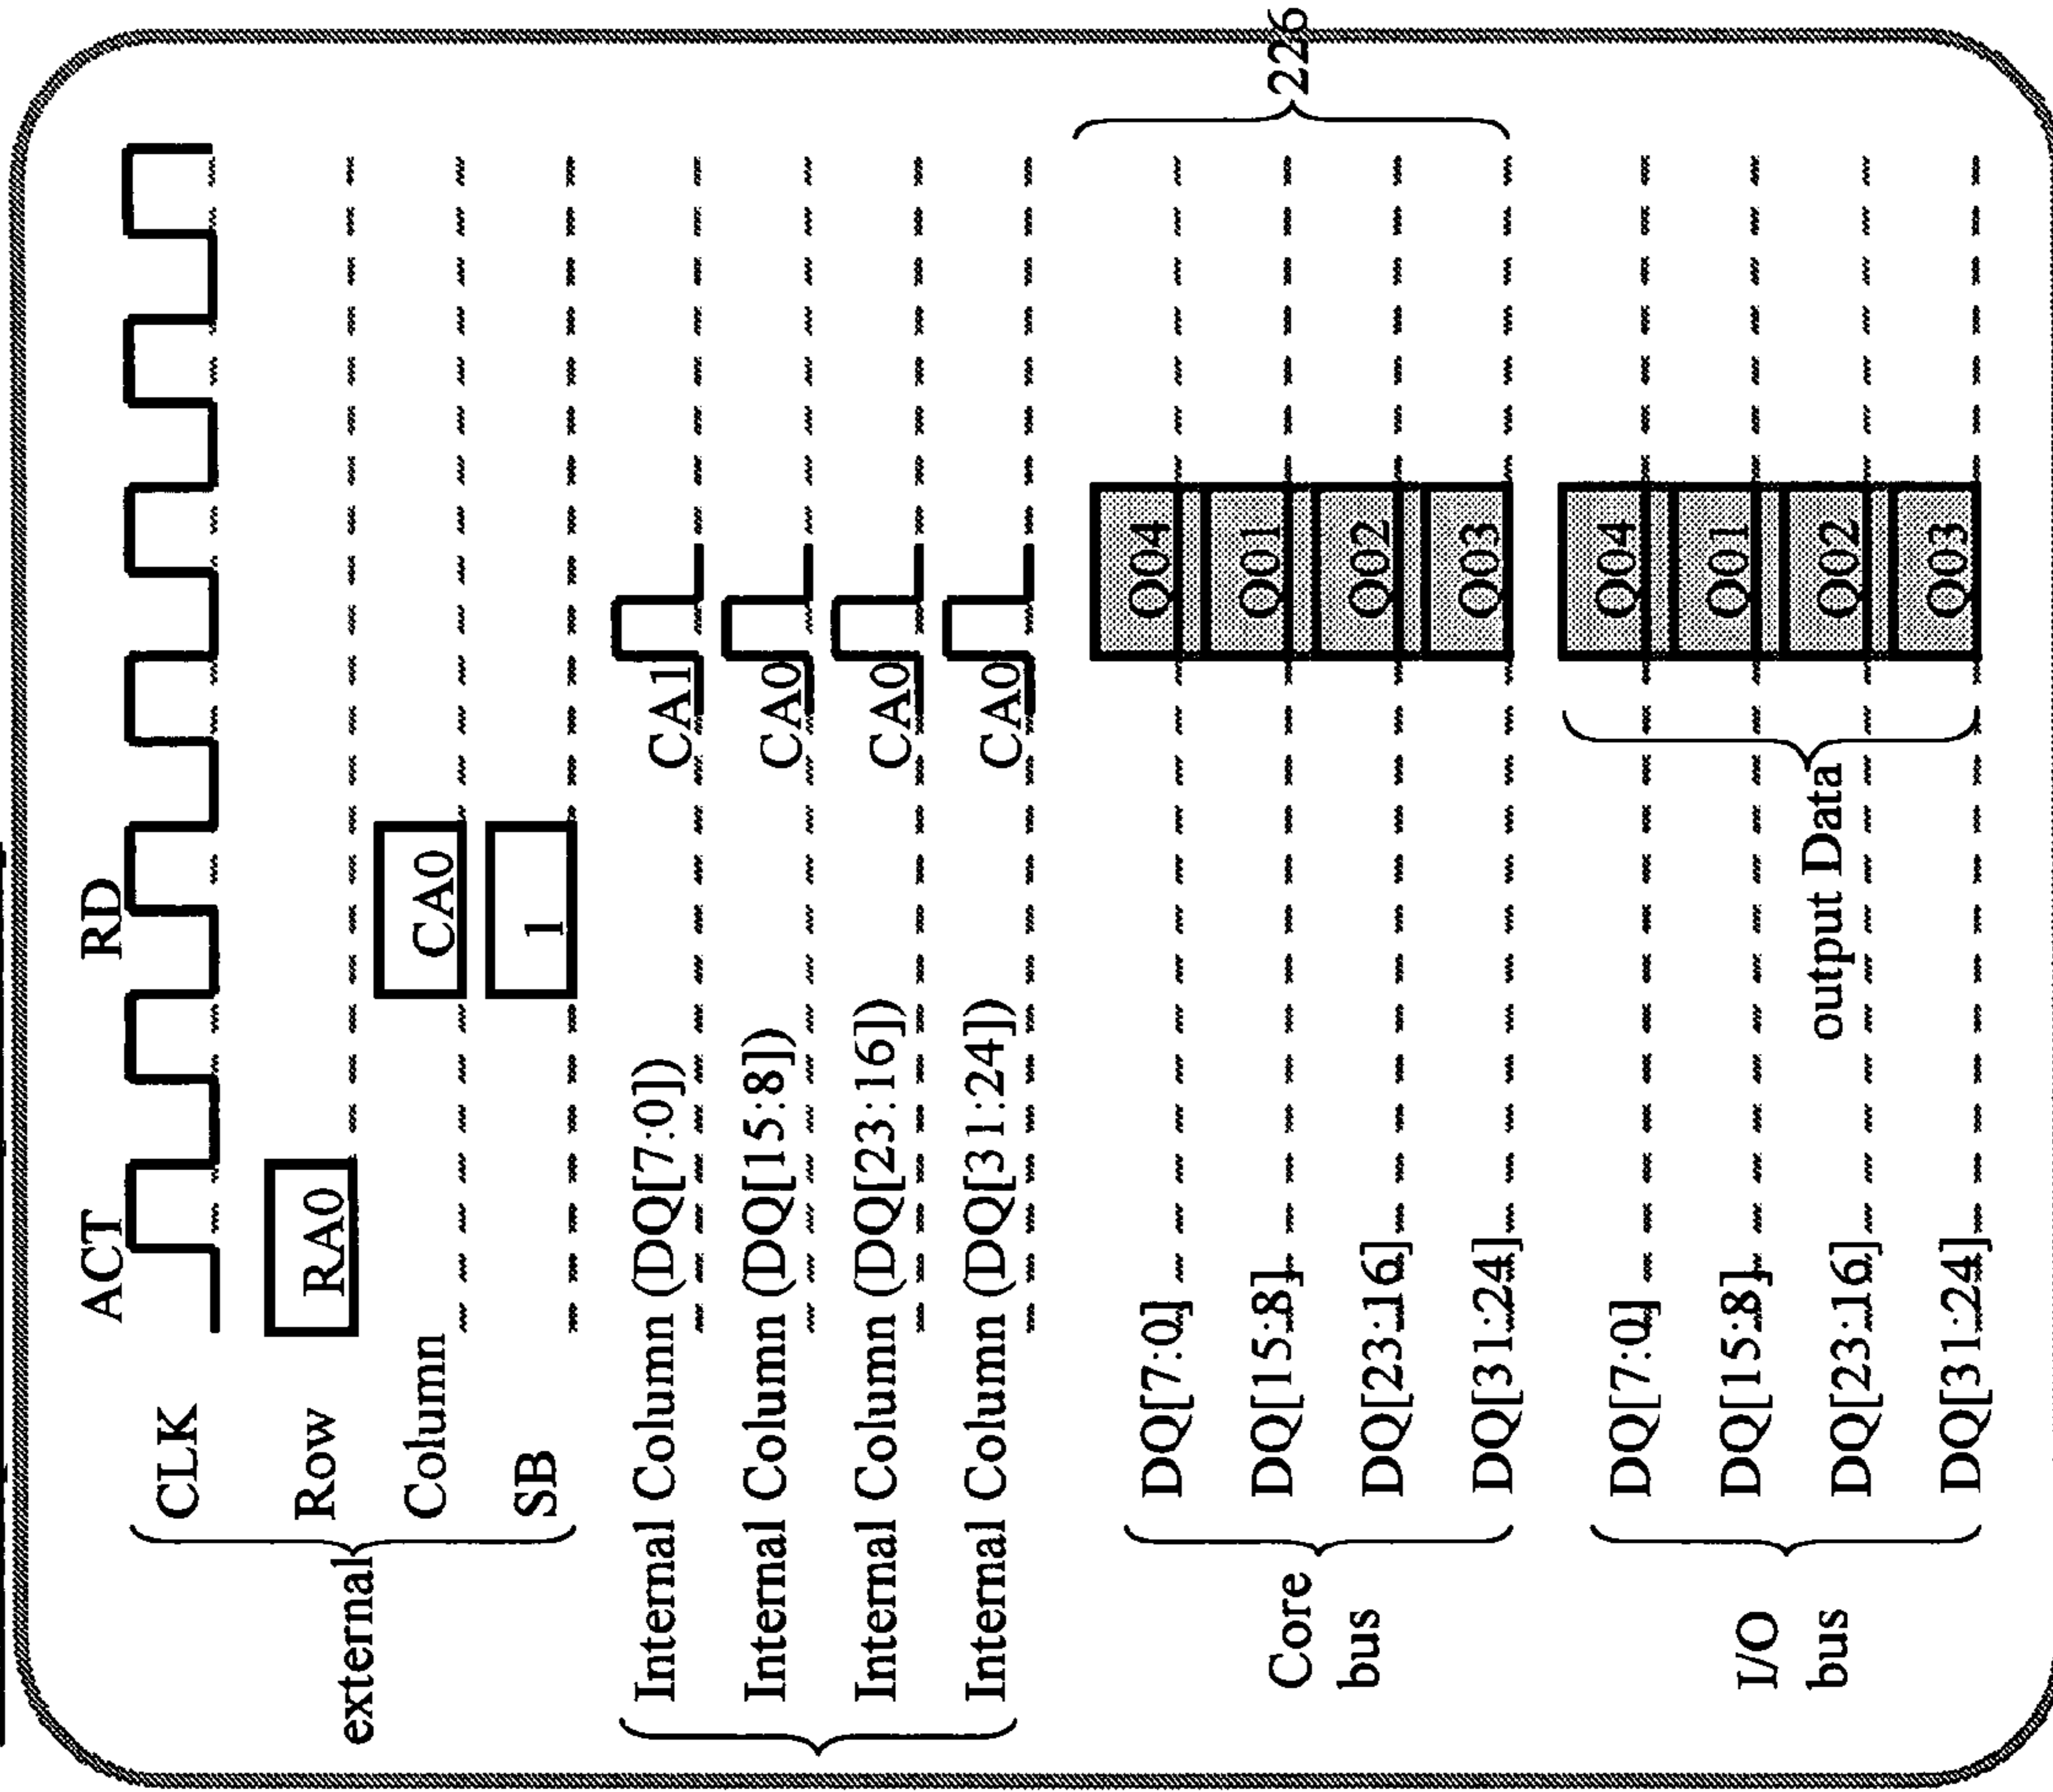 ACT RD
CLK
Row RA0
Column CA0
SB 1
external
Internal Column (DQ[7:0]) CA1
Internal Column (DQ[15:8]) CA0
Internal Column (DQ[23:16]) CA0
Internal Column (DQ[31:24]) CA0
DQ[7:0] Q04
DQ[15:8] Q01
DQ[23:16] Q02
DQ[31:24] Q03
Core
bus
226
DQ[7:0] Q04
DQ[15:8] Q01
DQ[23:16] Q02
DQ[31:24] Q03
I/O
bus
output Data